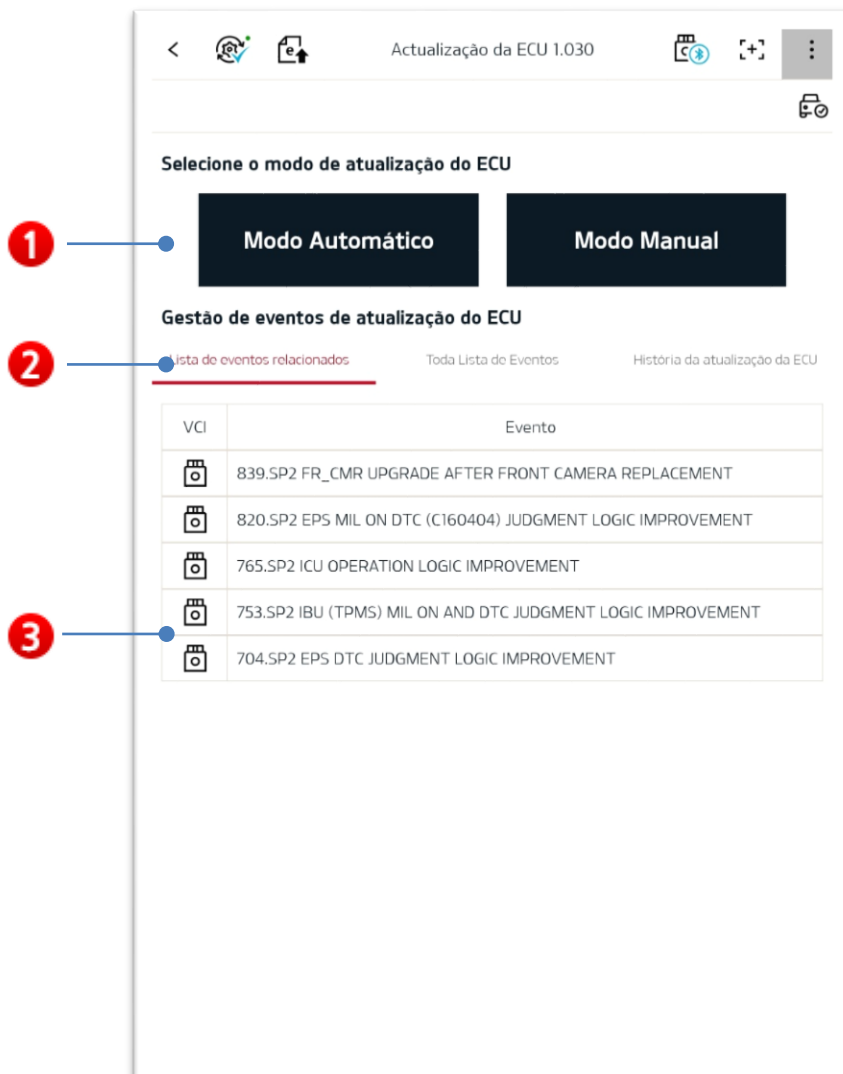 Actualização da ECU 1.030
Selecione o modo de atualização do ECU
1
Modo Automático
Modo Manual
Gestão de eventos de atualização do ECU
2
Lista de eventos relacionados
Toda Lista de Eventos
História da atualização da ECU
VCI
Evento
839.SP2 FR_CMR UPGRADE AFTER FRONT CAMERA REPLACEMENT
820.SP2 EPS MIL ON DTC (C160404) JUDGMENT LOGIC IMPROVEMENT
765.SP2 ICU OPERATION LOGIC IMPROVEMENT
753.SP2 IBU (TPMS) MIL ON AND DTC JUDGMENT LOGIC IMPROVEMENT
3
704.SP2 EPS DTC JUDGMENT LOGIC IMPROVEMENT